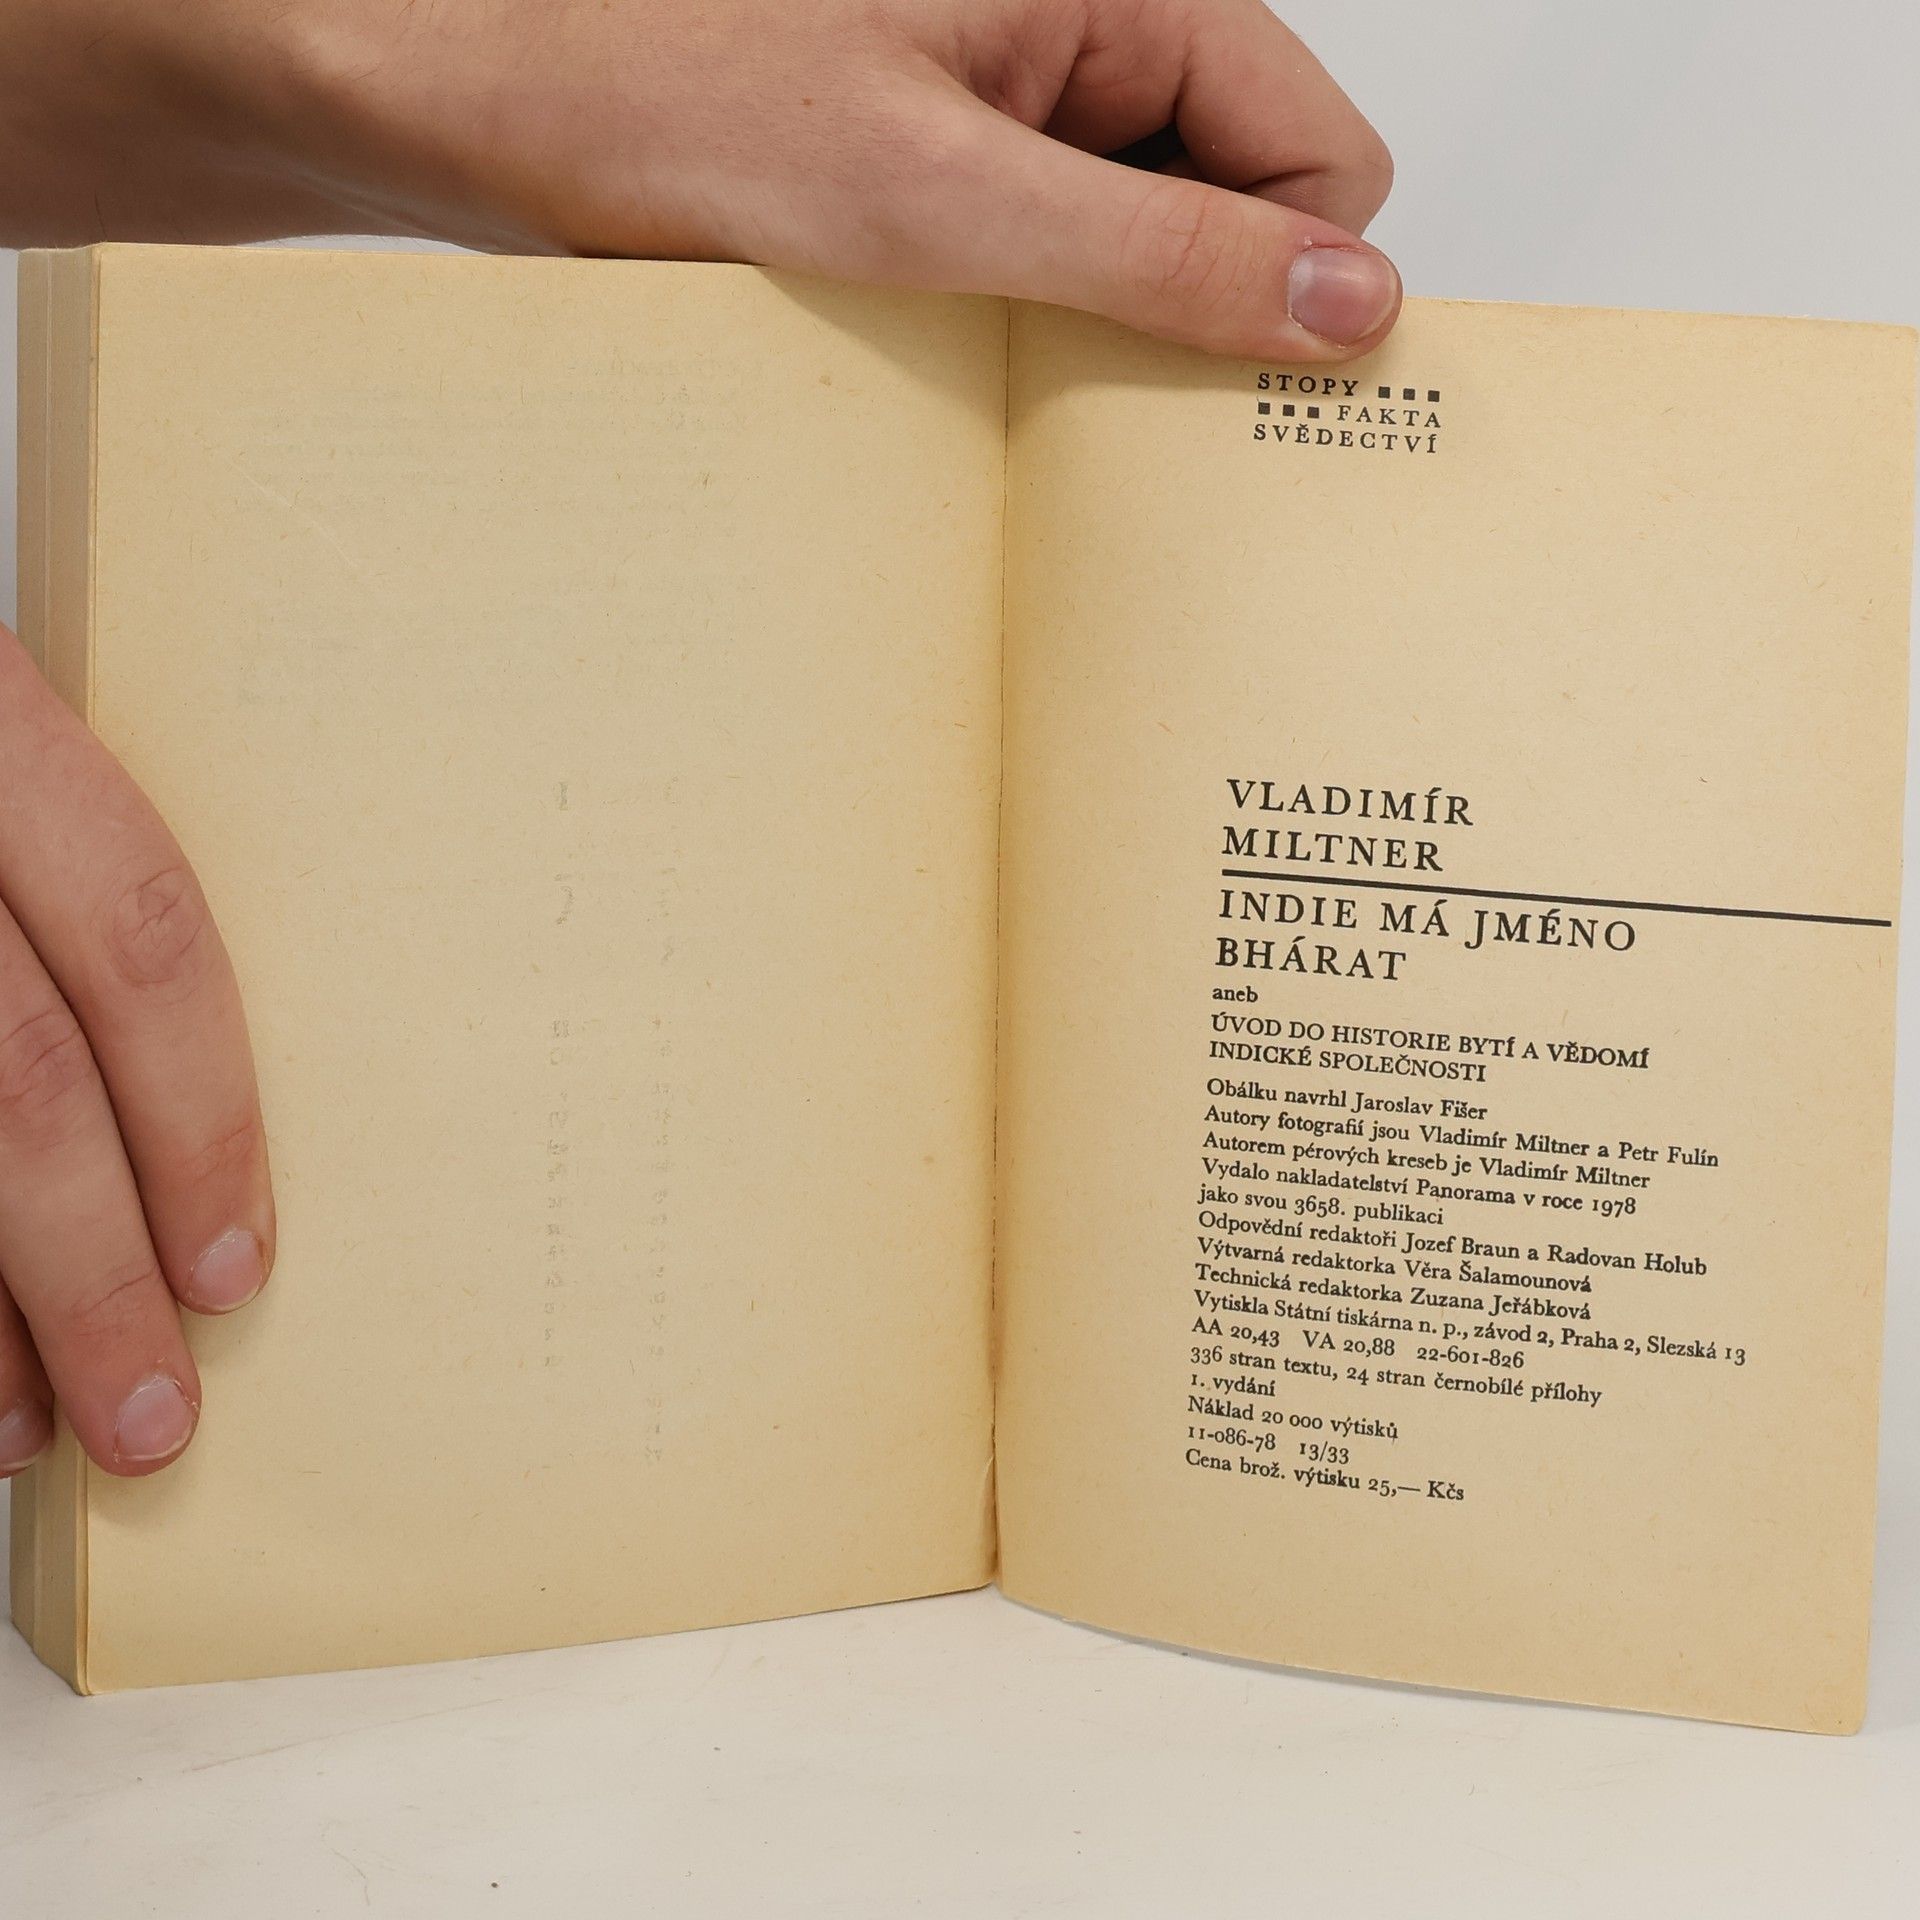 STOPY ■ ■ ■
■ ■ ■ FAKTA
SVĚDECTVÍ
VLADIMÍR
MILTNER
INDIE MÁ JMÉNO
BHÁRAT
aneb
ÚVOD DO HISTORIE BYTÍ A VĚDOMÍ
INDICKÉ SPOLEČNOSTI
Obálku navrhl Jaroslav Fišer
Autory fotografií jsou Vladimír Miltner a Petr Fulín
Autorem pérových kreseb je Vladimír Miltner
Vydalo nakladatelství Panorama v roce 1978
jako svou 3658. publikaci
Odpovědní redaktoři Jozef Braun a Radovan Holub
Výtvarná redaktorka Věra Šalamounová
Technická redaktorka Zuzana Jeřábková
Vytiskla Státní tiskárna n. p., závod 2, Praha 2, Slezská 13
AA 20,43 VA 20,88 22-601-826
336 stran textu, 24 stran černobílé přílohy
1. vydání
Náklad 20 000 výtisků
11-086-78 13/33
Cena brož. výtisku 25,— Kčs